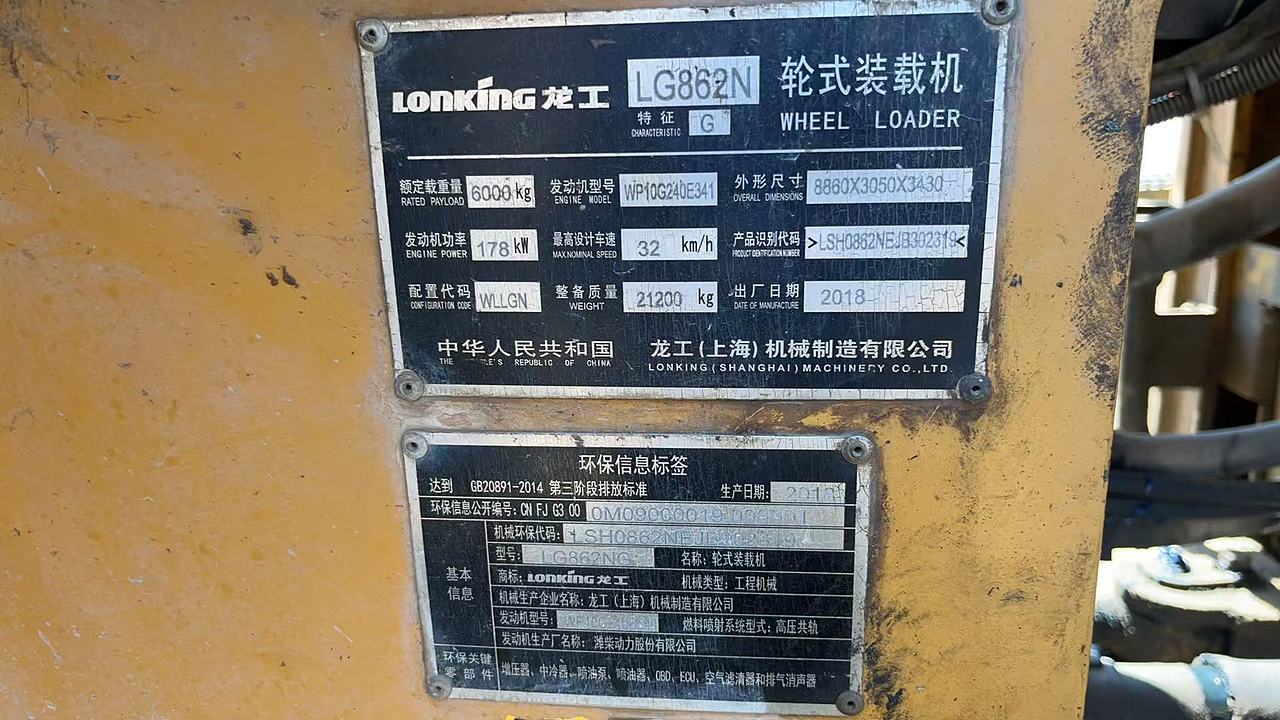 LONKING 龙工 LG862N 轮式装载机
特征 G WHEEL LOADER
CHARACTERISTIC
额定载重量 6000 kg 发动机型号 WP10G240E341 外形尺寸 8860X3050X3430
RATED PAYLOAD ENGINE MODEL OVERALL DIMENSIONS
发动机功率 178 kW 最高设计车速 32 km/h 产品识别代码 >LSH0862NEJB302319<
ENGINE POWER MAX.NOMINAL SPEED PRODUCT IDENTIFICATION NUMBER
配置代码 WLLGN 整备质量 21200 kg 出厂日期 2018
CONFIGURATION CODE WEIGHT DATE OF MANUFACTURE
中华人民共和国 龙工(上海)机械制造有限公司
THE REPUBLIC OF CHINA LONKING (SHANGHAI) MACHINERY CO.,LTD.
环保信息标签
达到 GB20891-2014 第三阶段排放标准 生产日期: 2018
环保信息公开编号: CN FJ G3 00
机械环保代码:
型号: LG862NG 名称: 轮式装载机
基本信息 商标: LONKING 龙工 机械类型: 工程机械
机械生产企业名称: 龙工(上海)机械制造有限公司
发动机型号: 燃料喷射系统型式: 高压共轨
发动机生产厂名称: 潍柴动力股份有限公司
环保关键零部件 增压器、中冷器、喷油泵、喷油器、OBD、ECU、空气滤清器和排气消声器